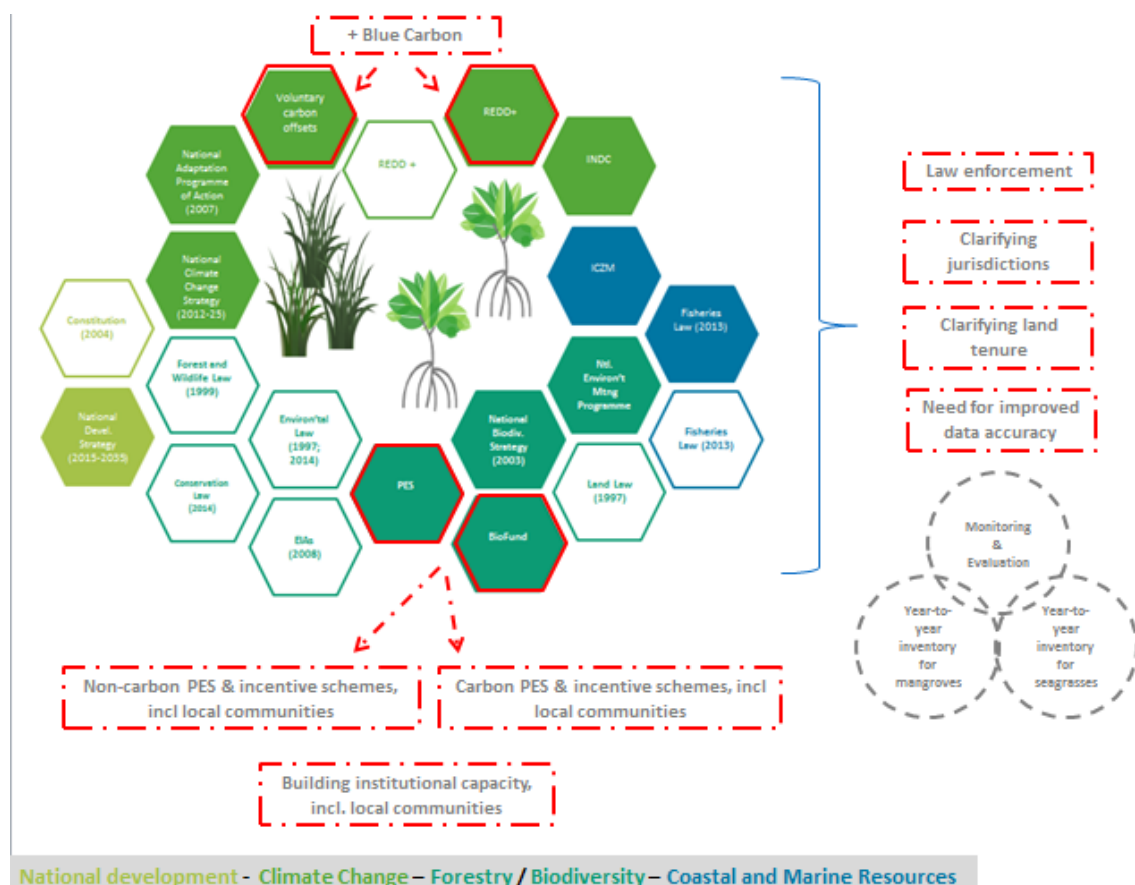 + Blue Carbon
Voluntary
carbon
offsets
REDD+
REDD +
INDC
National
Adaptation
Programme
of Action
(2007)
National
Climate
Change
Strategy
(2012-25)
ICZM
Fisheries
Law (2013)
Constitution
(2004)
Forest and
Wildlife Law
(1999)
National
Devel.
Strategy
(2015-2035)
Environ'tal
Law
(1997;
2014)
National
Biodiv.
Strategy
(2003)
Ntl.
Environ't
Mtng
Programme
Fisheries
Law (2013)
Conservation
Law
(2014)
EIAs
(2008)
PES
BioFund
Land Law
(1997)
Law enforcement
Clarifying
jurisdictions
Clarifying land
tenure
Need for improved
data accuracy
Monitoring
&
Evaluation
Year-to-
year
inventory
for
mangroves
Year-to-
year
inventory
for
seagrasses
Non-carbon PES & incentive schemes,
incl local communities
Carbon PES & incentive schemes, incl
local communities
Building institutional capacity,
incl. local communities
National development - Climate Change – Forestry / Biodiversity – Coastal and Marine Resources